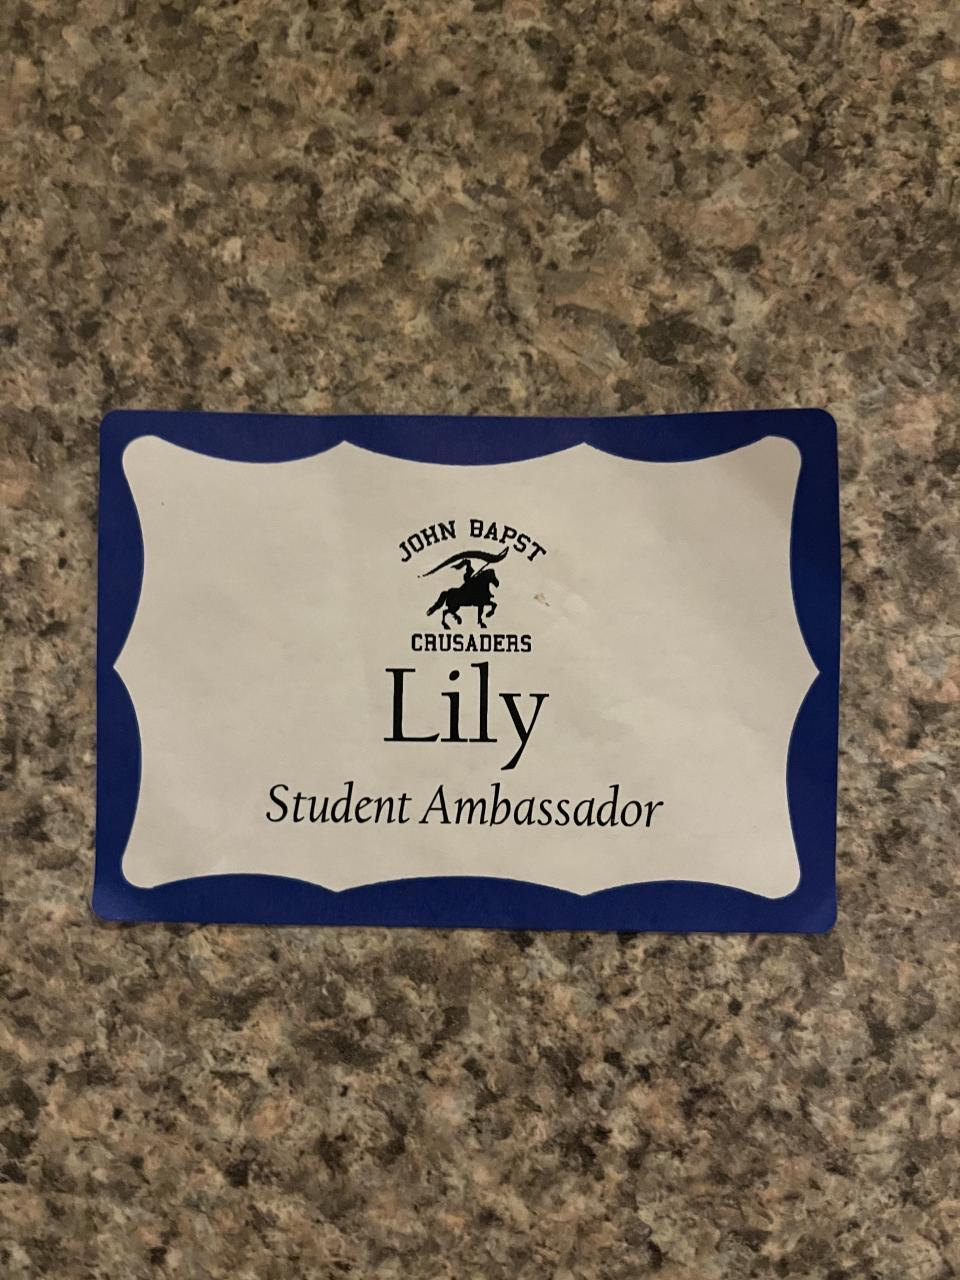 JOHN BAPST
CRUSADERS
Lily
Student Ambassador